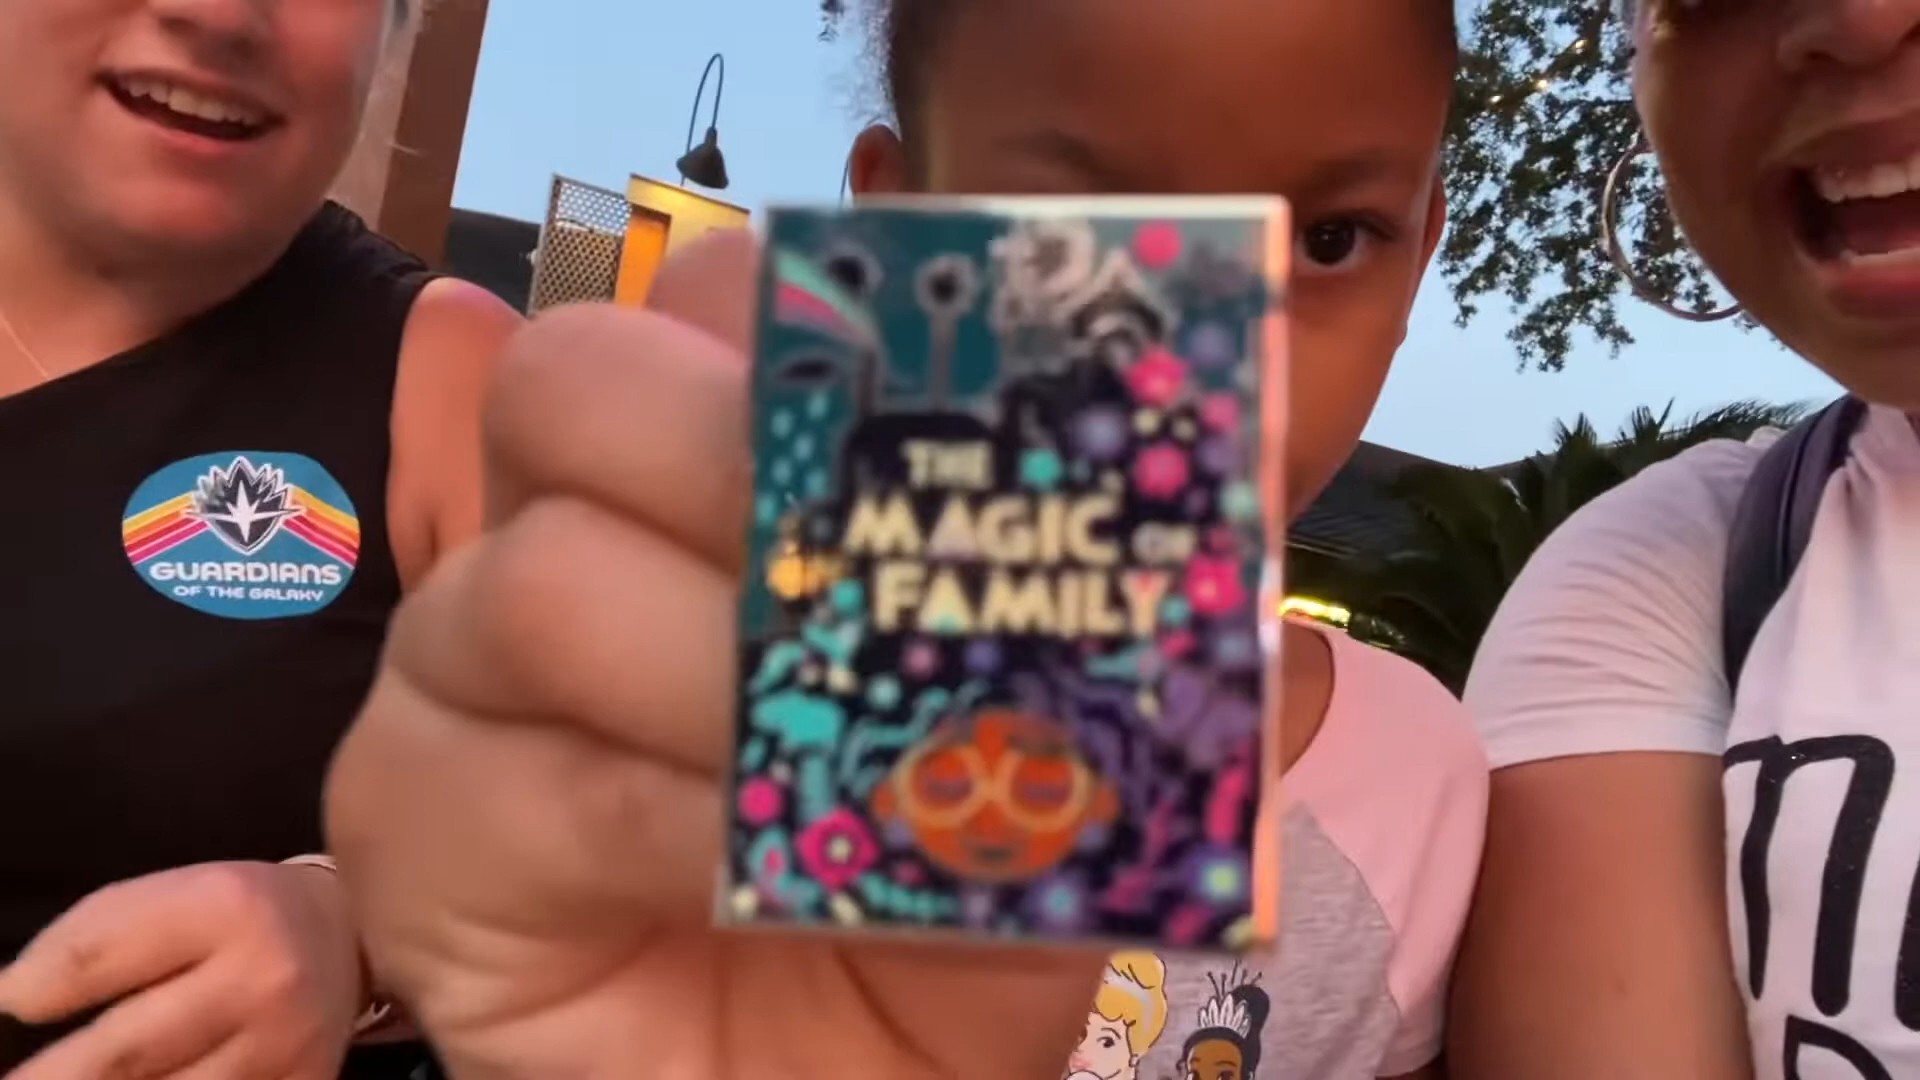 GUARDIANS
OF THE GALAXY
THE
MAGIC OF
FAMILY